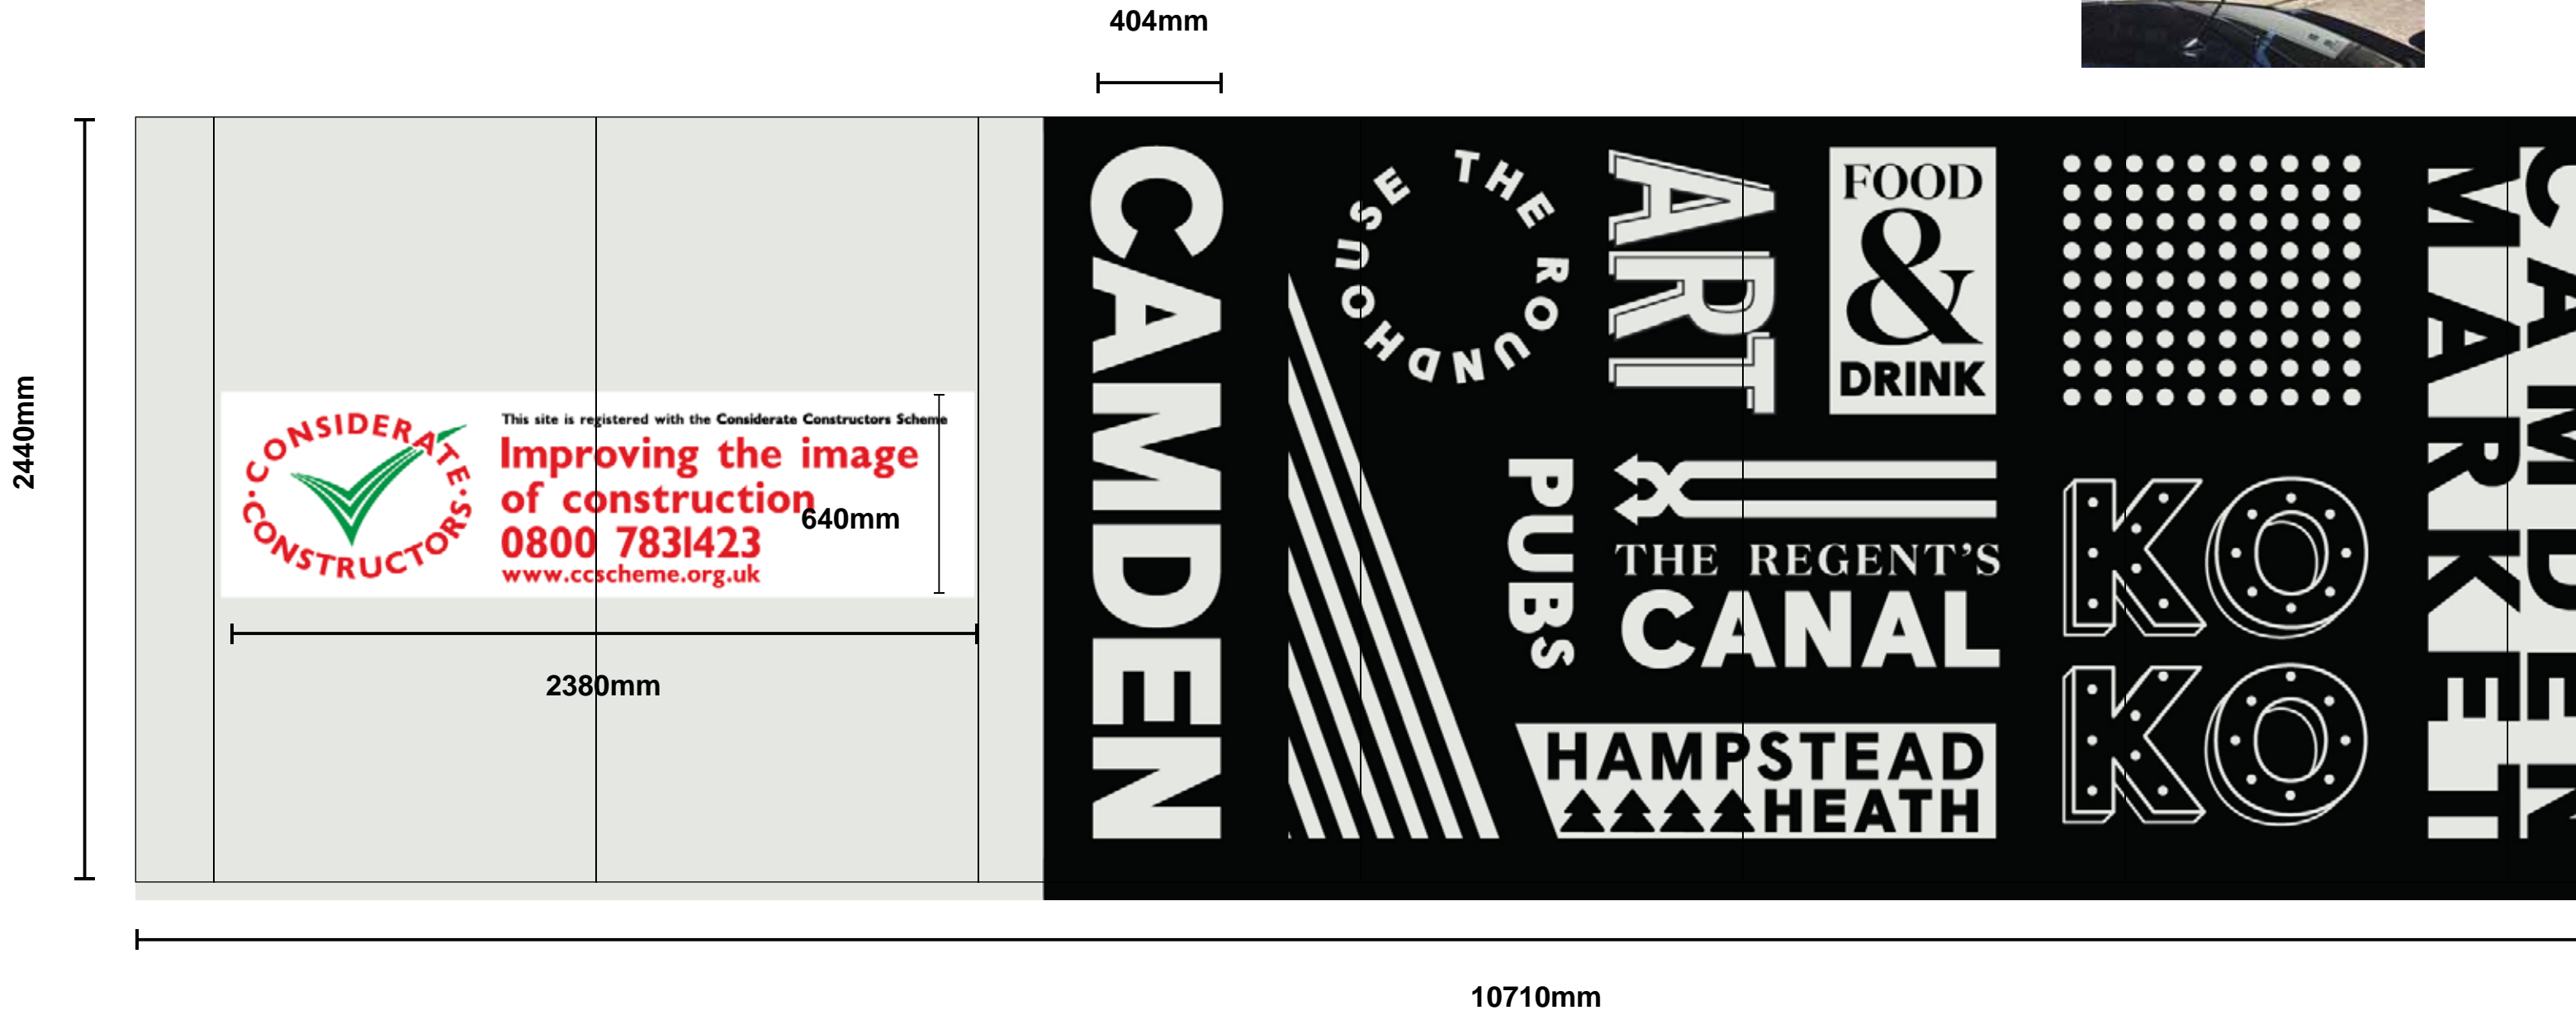 404mm
2440mm
CONSIDERATE
CONSTRUCTORS
This site is registered with the Considerate Constructors Scheme
Improving the image
of construction
0800 7831423
www.ccscheme.org.uk
640mm
2380mm
CAMDEN
THE ROUNDHOUSE
ART
FOOD
&
DRINK
PUBS
THE REGENT'S
CANAL
HAMPSTEAD
HEATH
KO
KO
MARKET
CAMDEN
10710mm